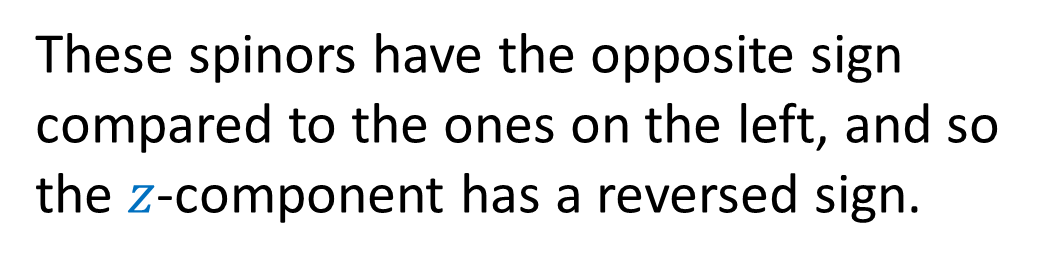 These spinors have the opposite sign
compared to the ones on the left, and so
the z-component has a reversed sign.